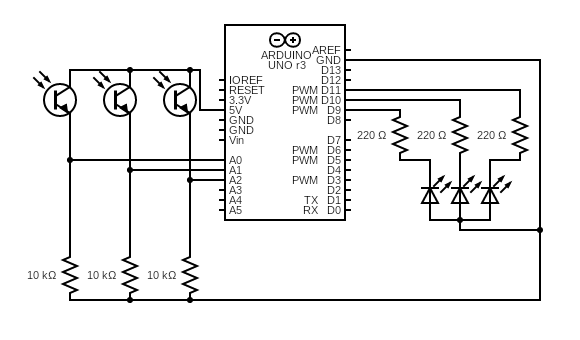 ARDUINO
UNO r3
AREF
GND
D13
IOREF D12
RESET PWM D11
3.3V PWM D10
5V PWM D9
GND D8
GND
Vin D7
PWM D6
A0 PWM D5
A1 D4
A2 PWM D3
A3 D2
A4 TX D1
A5 RX D0
220 Ω 220 Ω 220 Ω
10 kΩ 10 kΩ 10 kΩ